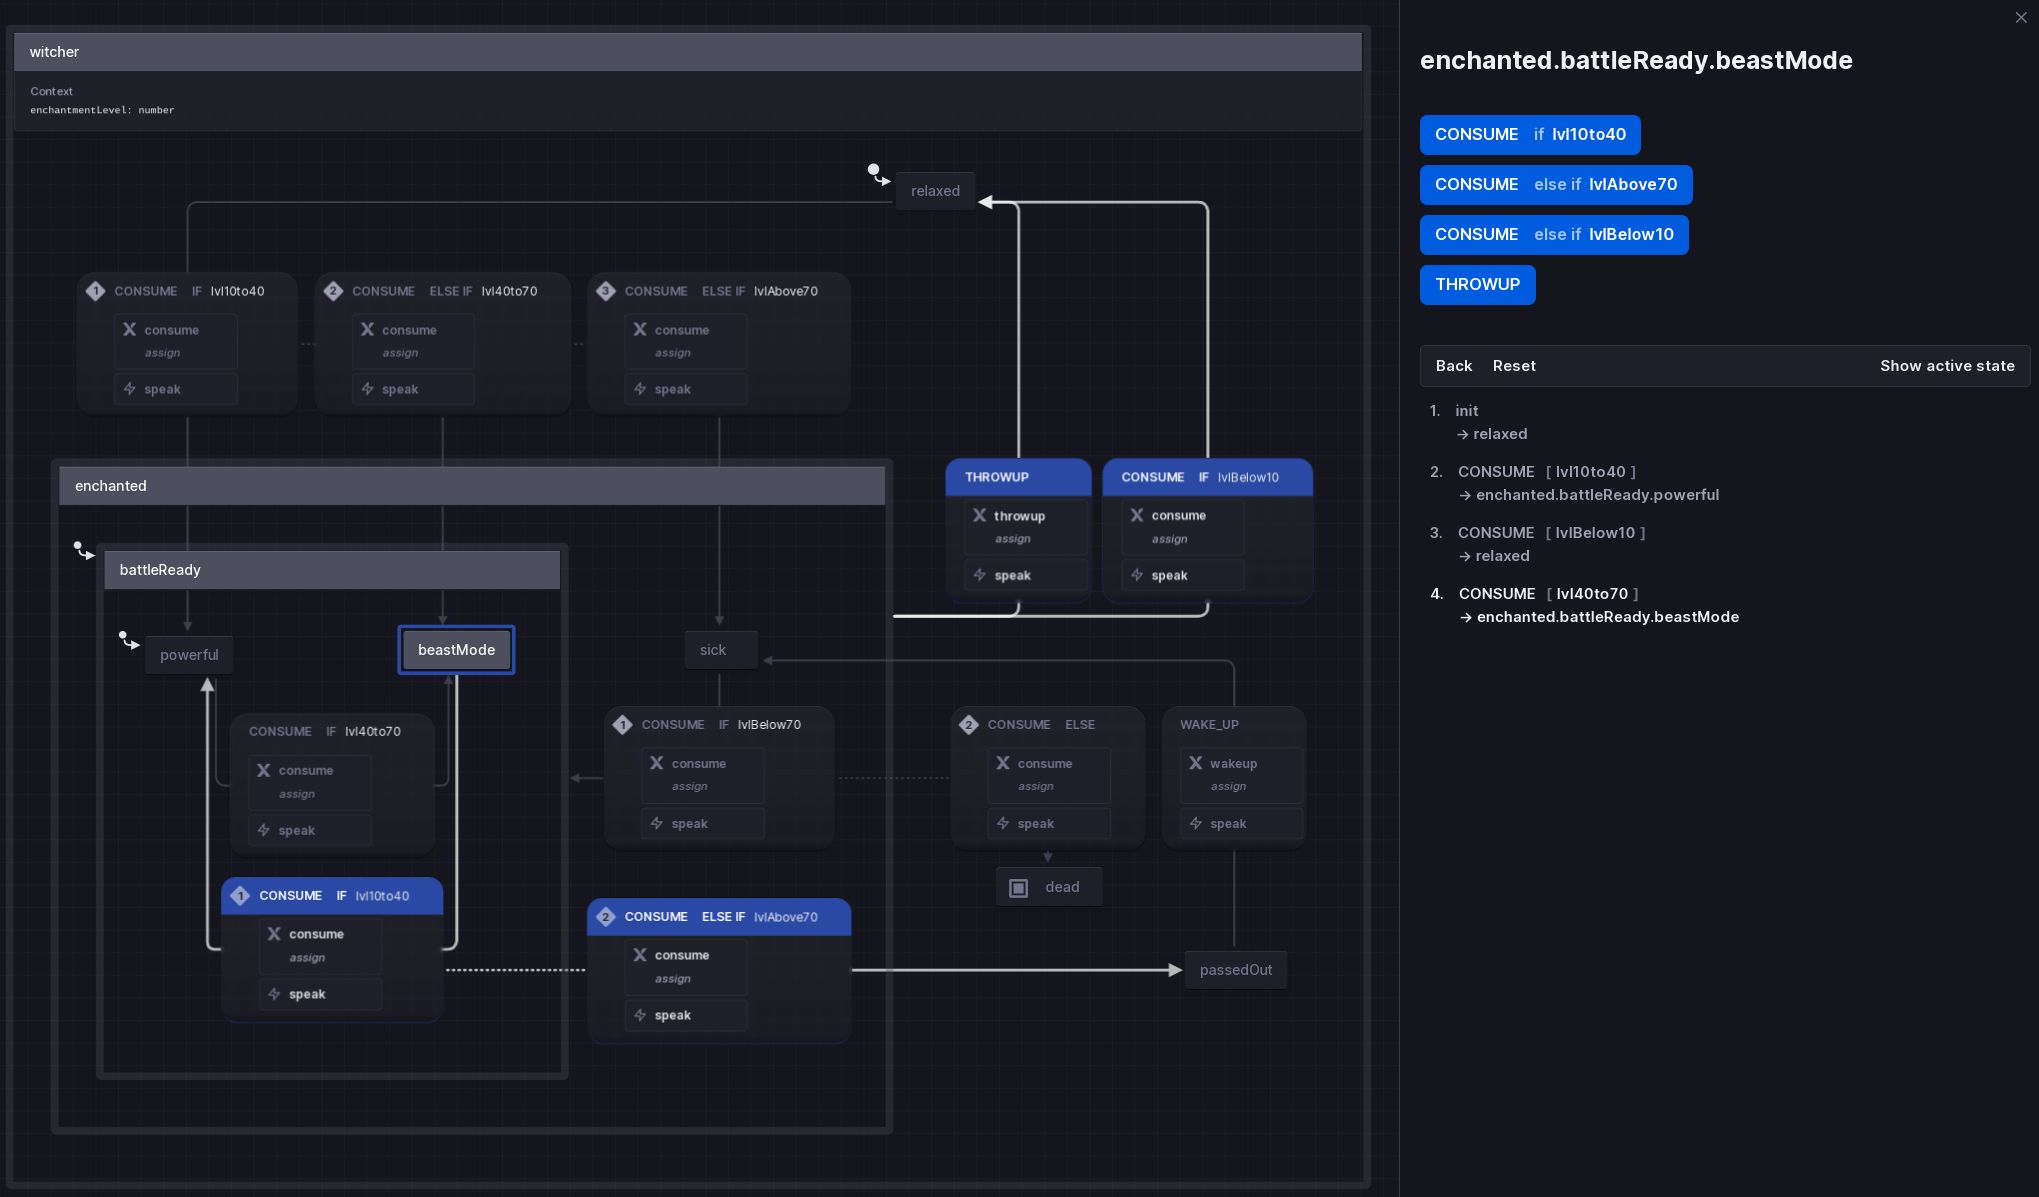 witcher
Context
enchantmentLevel: number
relaxed
1 CONSUME IF lvl10to40
consume
assign
speak
2 CONSUME ELSE IF lvl40to70
consume
assign
speak
3 CONSUME ELSE IF lvlAbove70
consume
assign
speak
enchanted
THROWUP
throwup
assign
speak
CONSUME IF lvlBelow10
consume
assign
speak
battleReady
powerful
beastMode
sick
CONSUME IF lvl40to70
consume
assign
speak
1 CONSUME IF lvlBelow70
consume
assign
speak
2 CONSUME ELSE
consume
assign
speak
WAKE_UP
wakeup
assign
speak
dead
1 CONSUME IF lvl10to40
consume
assign
speak
2 CONSUME ELSE IF lvlAbove70
consume
assign
speak
passedOut
enchanted.battleReady.beastMode
CONSUME if lvl10to40
CONSUME else if lvlAbove70
CONSUME else if lvlBelow10
THROWUP
Back Reset Show active state
1. init
→ relaxed
2. CONSUME [ lvl10to40 ]
→ enchanted.battleReady.powerful
3. CONSUME [ lvlBelow10 ]
→ relaxed
4. CONSUME [ lvl40to70 ]
→ enchanted.battleReady.beastMode